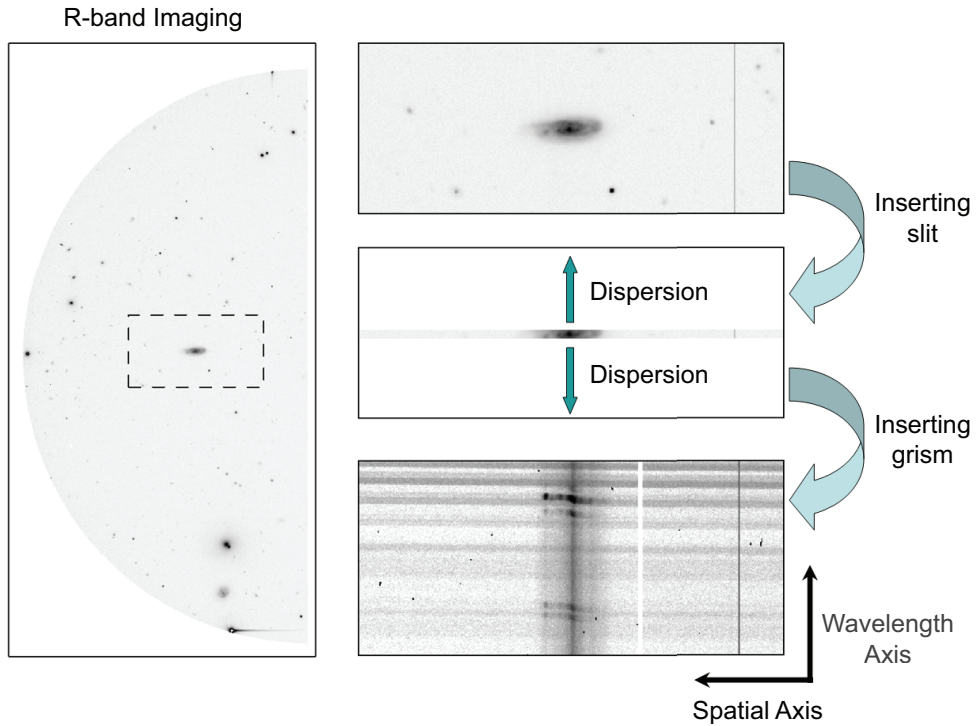 R-band Imaging
Inserting
slit
Dispersion
Dispersion
Inserting
grism
Wavelength
Axis
Spatial Axis